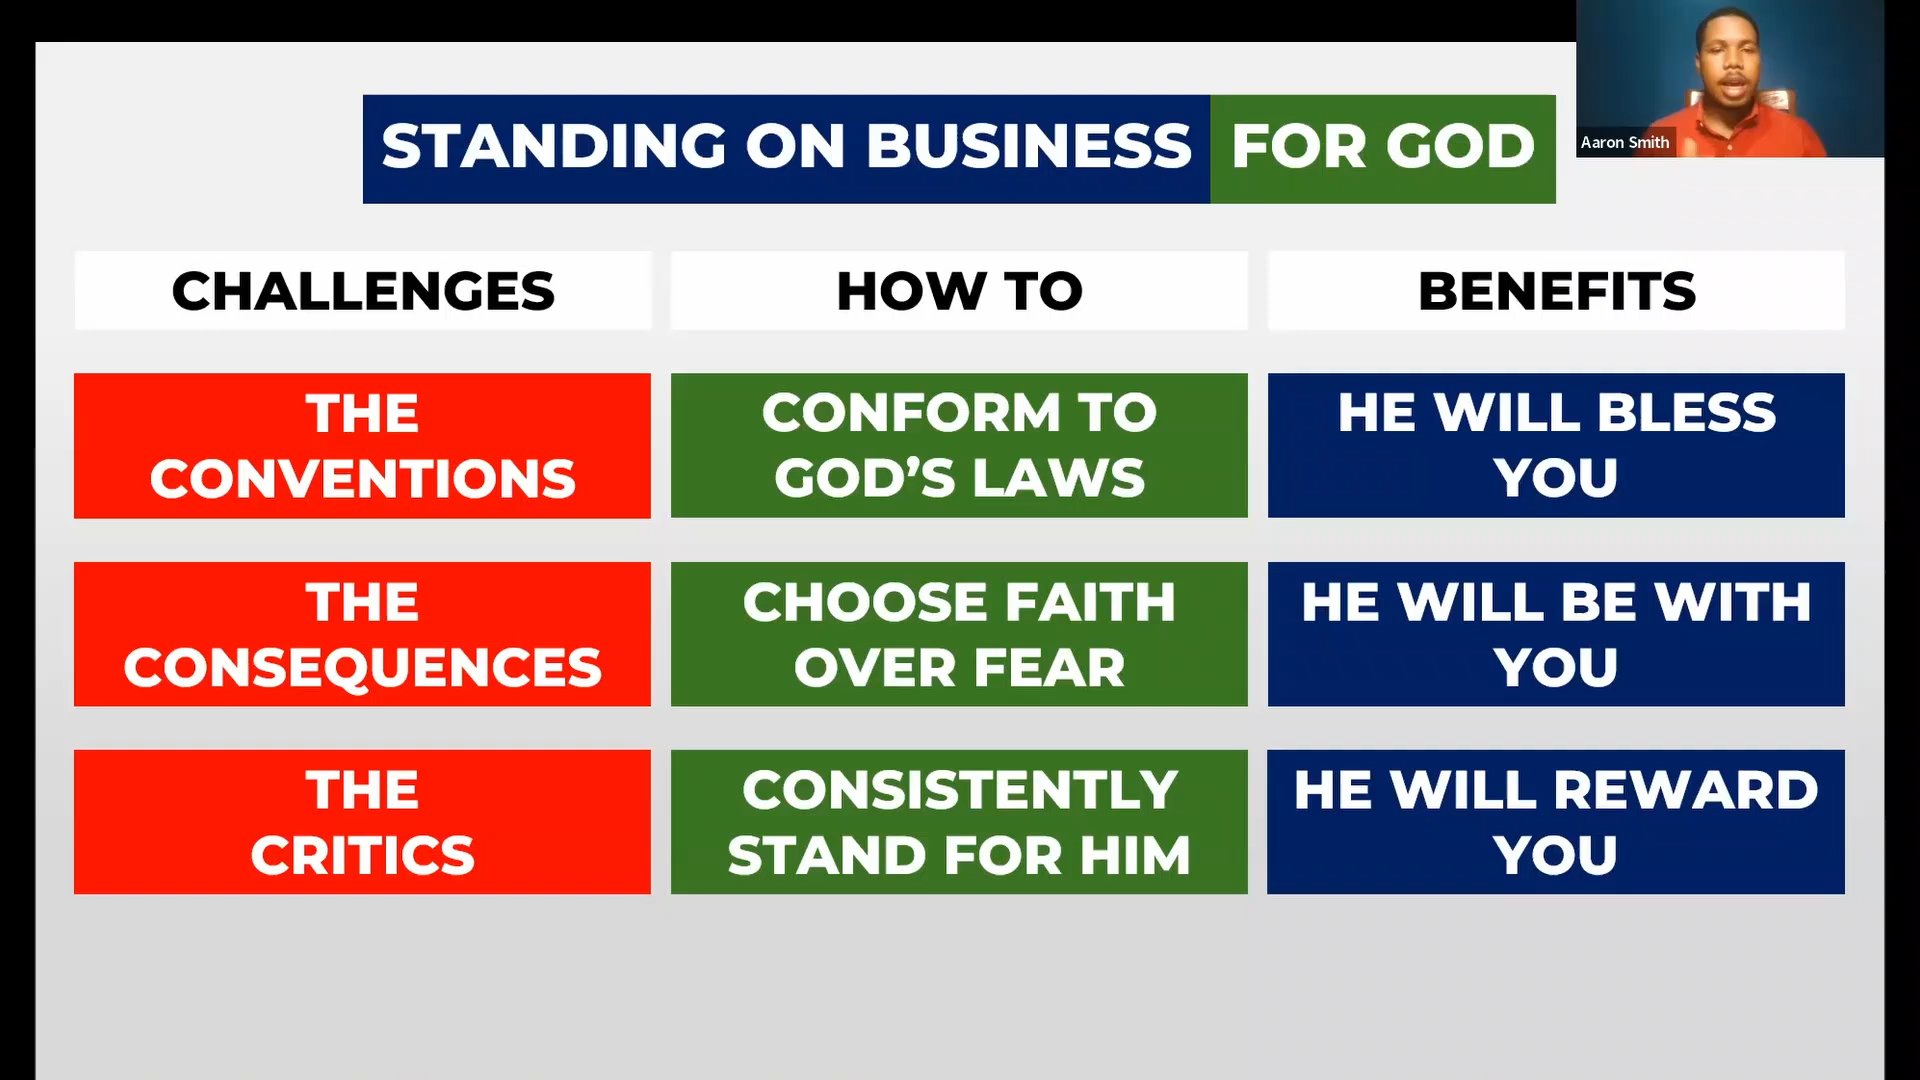 STANDING ON BUSINESS FOR GOD
Aaron Smith
CHALLENGES
HOW TO
BENEFITS
THE
CONVENTIONS
CONFORM TO
GOD’S LAWS
HE WILL BLESS
YOU
THE
CONSEQUENCES
CHOOSE FAITH
OVER FEAR
HE WILL BE WITH
YOU
THE
CRITICS
CONSISTENTLY
STAND FOR HIM
HE WILL REWARD
YOU